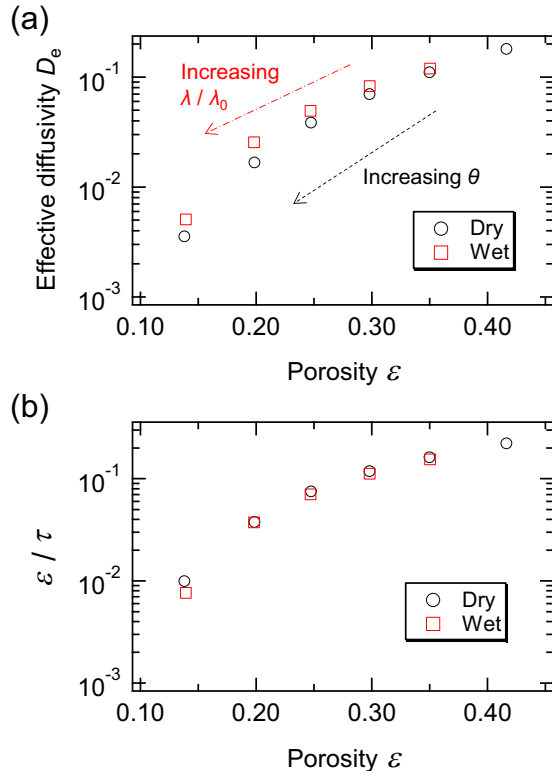 (a)
Effective diffusivity Dₑ
10⁻¹
10⁻²
10⁻³
Increasing
λ / λ₀
Increasing θ
Dry
Wet
0.10 0.20 0.30 0.40
Porosity ε
(b)
ε / τ
10⁻¹
10⁻²
10⁻³
Dry
Wet
0.10 0.20 0.30 0.40
Porosity ε